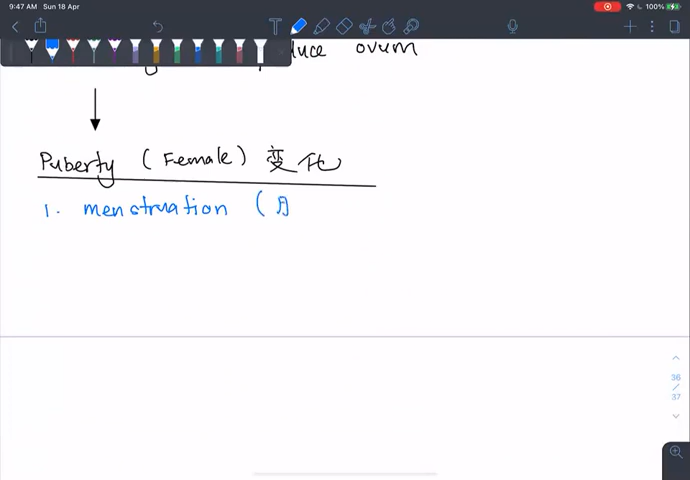 9:47 AM Sun 18 Apr 100%
duce ovum
Puberty (Female) 变化
1. menstruation (月
36
/
37